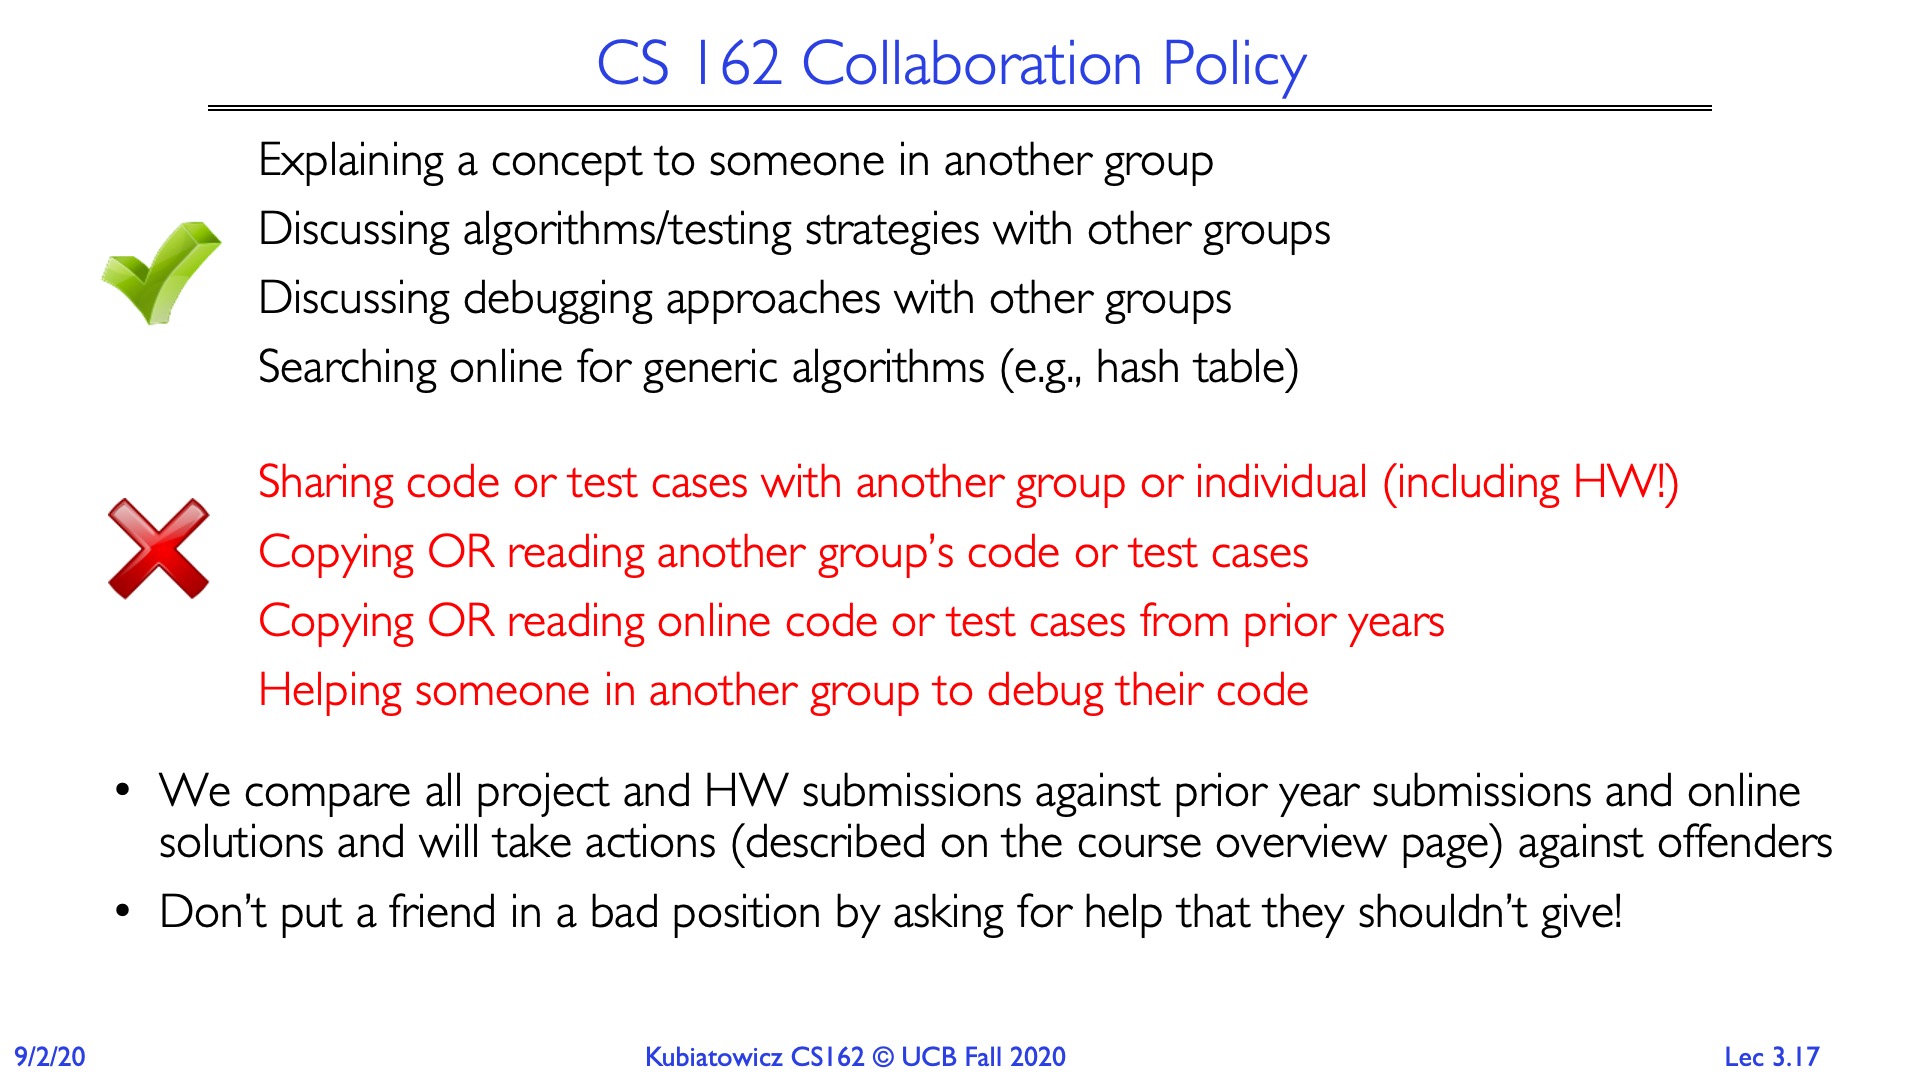 CS 162 Collaboration Policy
Explaining a concept to someone in another group
Discussing algorithms/testing strategies with other groups
Discussing debugging approaches with other groups
Searching online for generic algorithms (e.g., hash table)
Sharing code or test cases with another group or individual (including HW!)
Copying OR reading another group’s code or test cases
Copying OR reading online code or test cases from prior years
Helping someone in another group to debug their code
• We compare all project and HW submissions against prior year submissions and online
solutions and will take actions (described on the course overview page) against offenders
• Don’t put a friend in a bad position by asking for help that they shouldn’t give!
9/2/20
Kubiatowicz CS162 © UCB Fall 2020
Lec 3.17